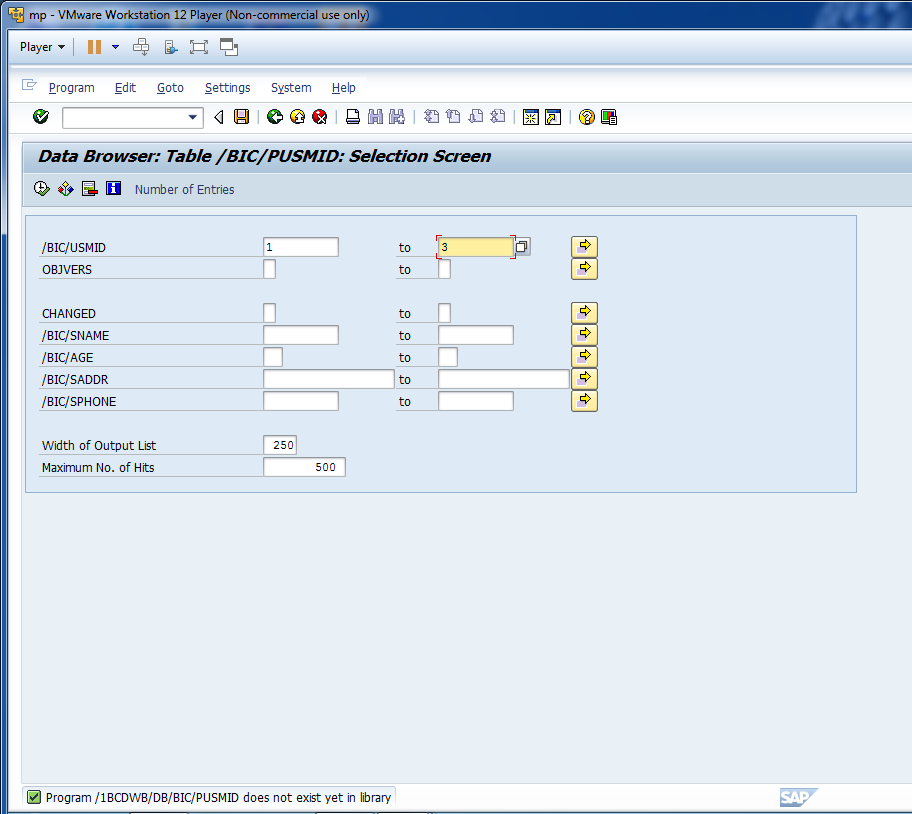 mp - VMware Workstation 12 Player (Non-commercial use only)
Player
Program Edit Goto Settings System Help
Data Browser: Table /BIC/PUSMID: Selection Screen
Number of Entries
/BIC/USMID 1 to 3
OBJVERS to
CHANGED to
/BIC/SNAME to
/BIC/AGE to
/BIC/SADDR to
/BIC/SPHONE to
Width of Output List 250
Maximum No. of Hits 500
Program /1BCDWB/DB/BIC/PUSMID does not exist yet in library
SAP